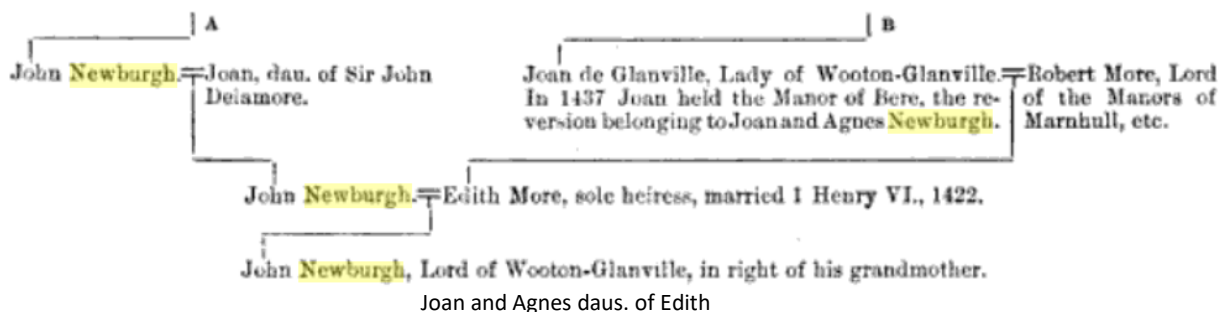 A
B
John Newburgh.=Joan, dau. of Sir John
Delamore.
Joan de Glanville, Lady of Wooton-Glanville.=Robert More, Lord
In 1437 Joan held the Manor of Bere, the re-
version belonging to Joan and Agnes Newburgh.
of the Manors of
Marnhull, etc.
John Newburgh.=Edith More, sole heiress, married 1 Henry VI., 1422.
John Newburgh, Lord of Wooton-Glanville, in right of his grandmother.
Joan and Agnes daus. of Edith